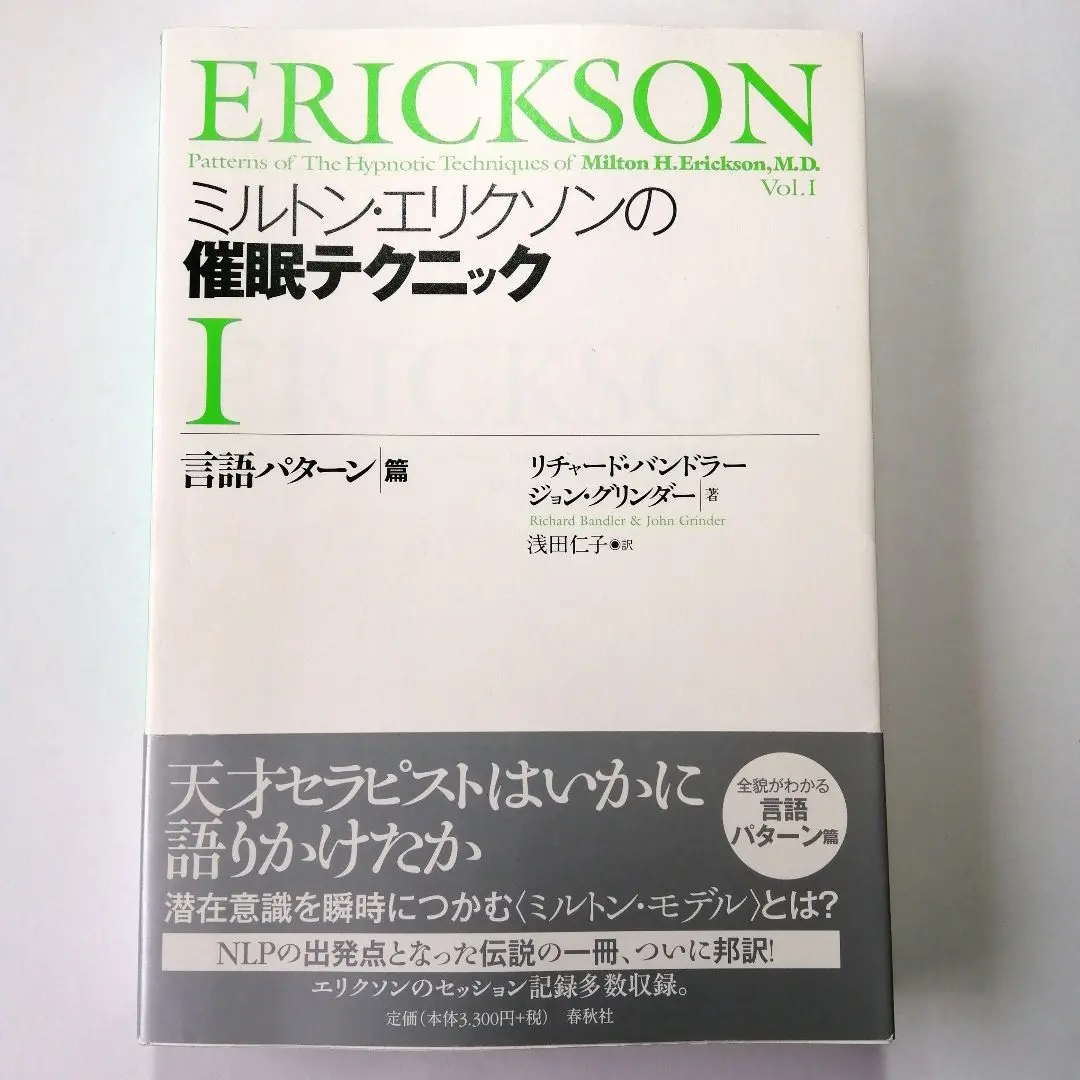 ERICKSON
Patterns of The Hypnotic Techniques of Milton H.Erickson,M.D.
Vol.I
ミルトン・エリクソンの
催眠テクニック
I
ERICKSON
言語パターン|篇
リチャード・バンドラー
ジョン・グリンダー|著
Richard Bandler & John Grinder
浅田仁子◉訳
天才セラピストはいかに
語りかけたか
全貌がわかる
言語
パターン篇
潜在意識を瞬時につかむ〈ミルトン・モデル〉とは?
NLPの出発点となった伝説の一冊、ついに邦訳!
エリクソンのセッション記録多数収録。
定価(本体3,300円+税) 春秋社